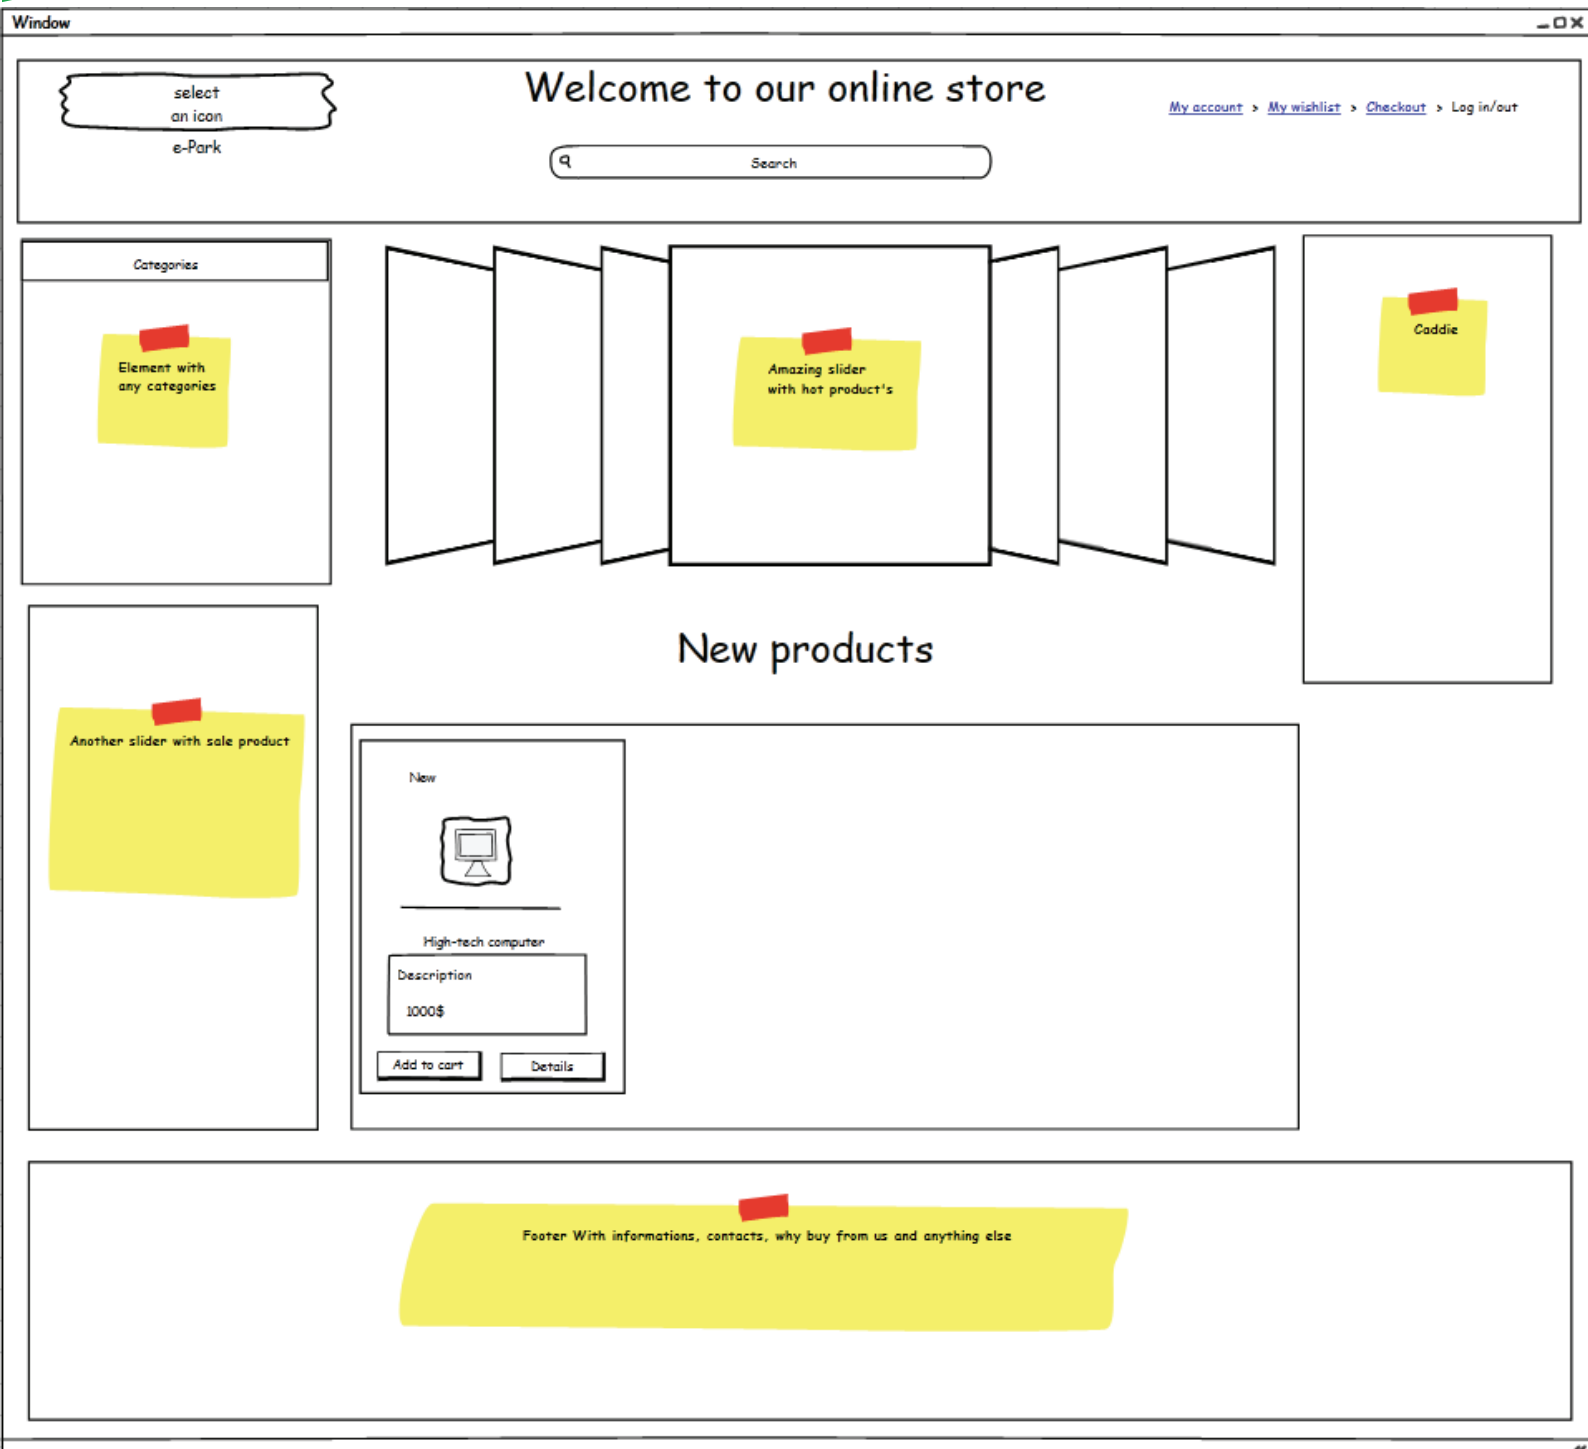 Window
select
an icon
e-Park
Welcome to our online store
Search
My account > My wishlist > Checkout > Log in/out
Categories
Element with
any categories
Amazing slider
with hot product's
Caddie
New products
Another slider with sale product
New
High-tech computer
Description
1000$
Add to cart
Details
Footer With informations, contacts, why buy from us and anything else